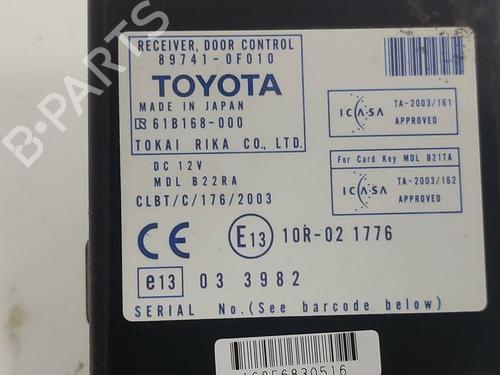 RECEIVER, DOOR CONTROL
89741-0F010
TOYOTA
MADE IN JAPAN
61B168-000
TOKAI RIKA CO., LTD.
DC 12V
MDL B22RA
CLBT/C/176/2003
CE E13 10R-02 1776
e13 03 3982
SERIAL No.(See barcode below)
ICASA
TA-2003/161
APPROVED
For Card Key MDL B21TA
ICASA
TA-2003/162
APPROVED
B-PARTS